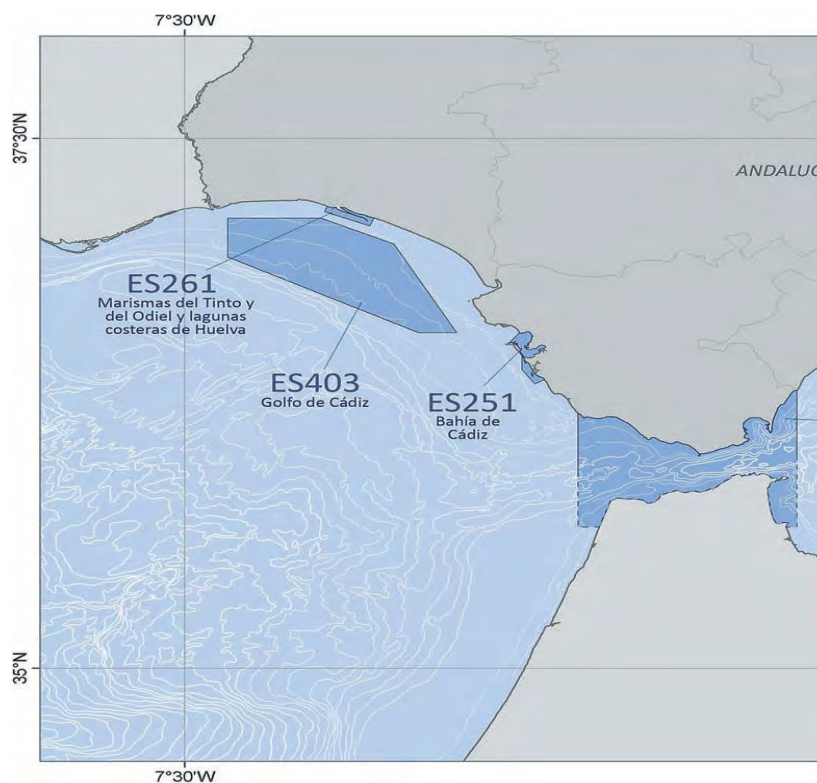 7°30'W
37°30'N
ANDALUC
ES261
Marismas del Tinto y
del Odiel y lagunas
costeras de Huelva
ES403
Golfo de Cádiz
ES251
Bahía de
Cádiz
35°N
7°30'W